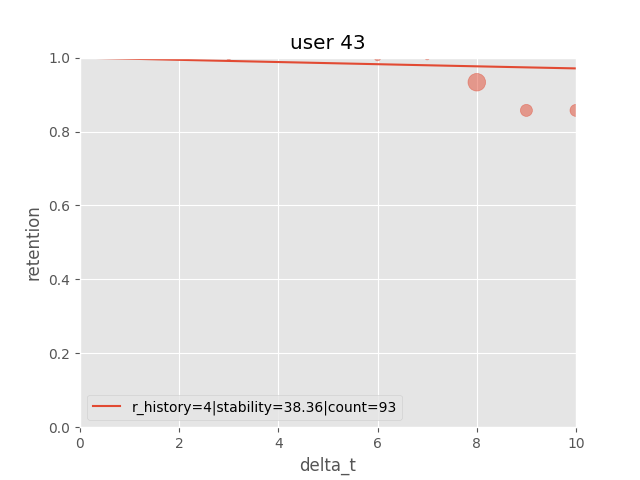 user 43
retention
1.0
0.8
0.6
0.4
0.2
0.0
r_history=4|stability=38.36|count=93
0 2 4 6 8 10
delta_t